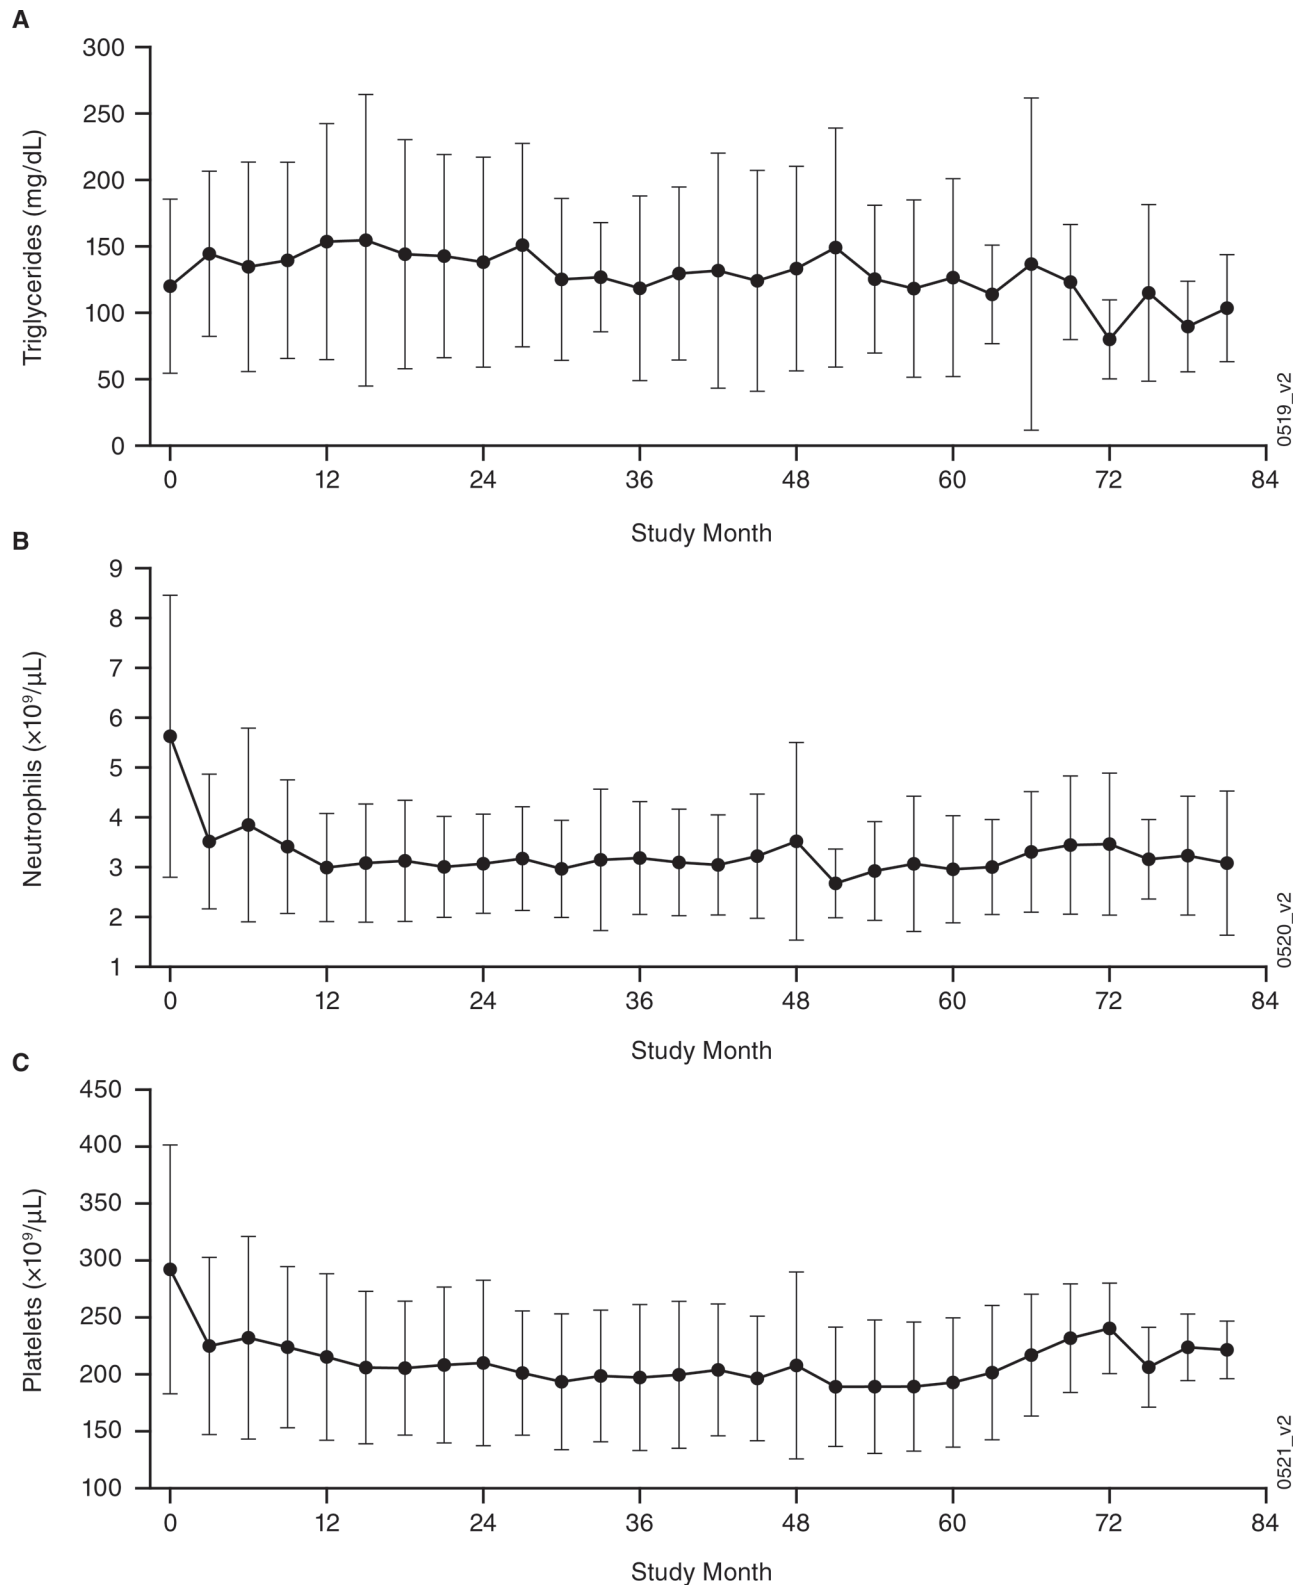 A
300
250
200
150
100
50
0
Triglycerides (mg/dL)
0 12 24 36 48 60 72 84
Study Month
0519_v2
B
9
8
7
6
5
4
3
2
1
Neutrophils (×10⁹/µL)
0 12 24 36 48 60 72 84
Study Month
0520_v2
C
450
400
350
300
250
200
150
100
Platelets (×10⁹/µL)
0 12 24 36 48 60 72 84
Study Month
0521_v2